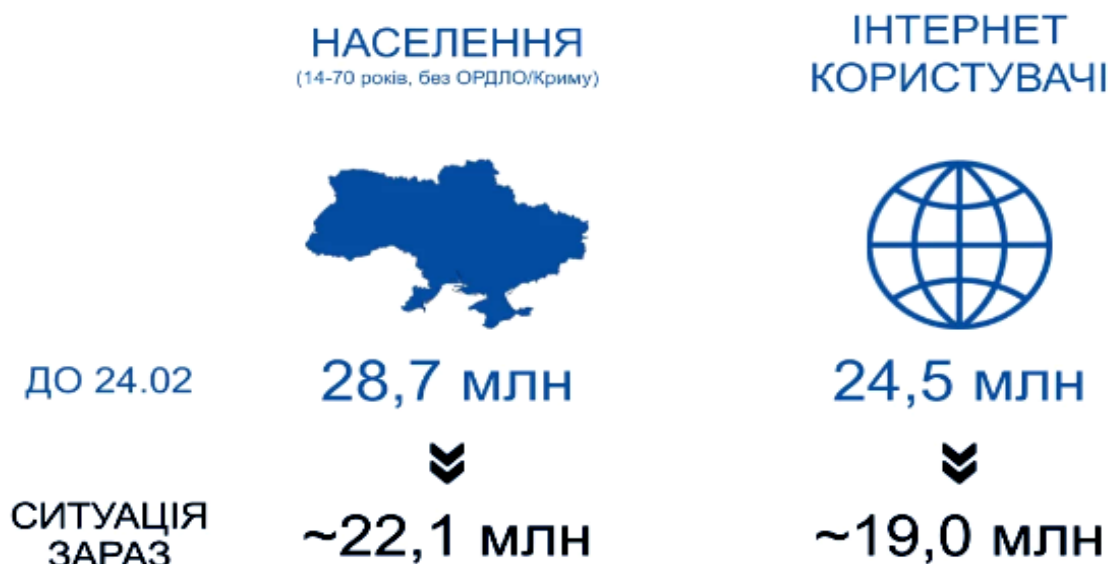 НАСЕЛЕННЯ
(14-70 років, без ОРДЛО/Криму)
ІНТЕРНЕТ
КОРИСТУВАЧІ
ДО 24.02
28,7 млн
24,5 млн
СИТУАЦІЯ
ЗАРАЗ
~22,1 млн
~19,0 млн